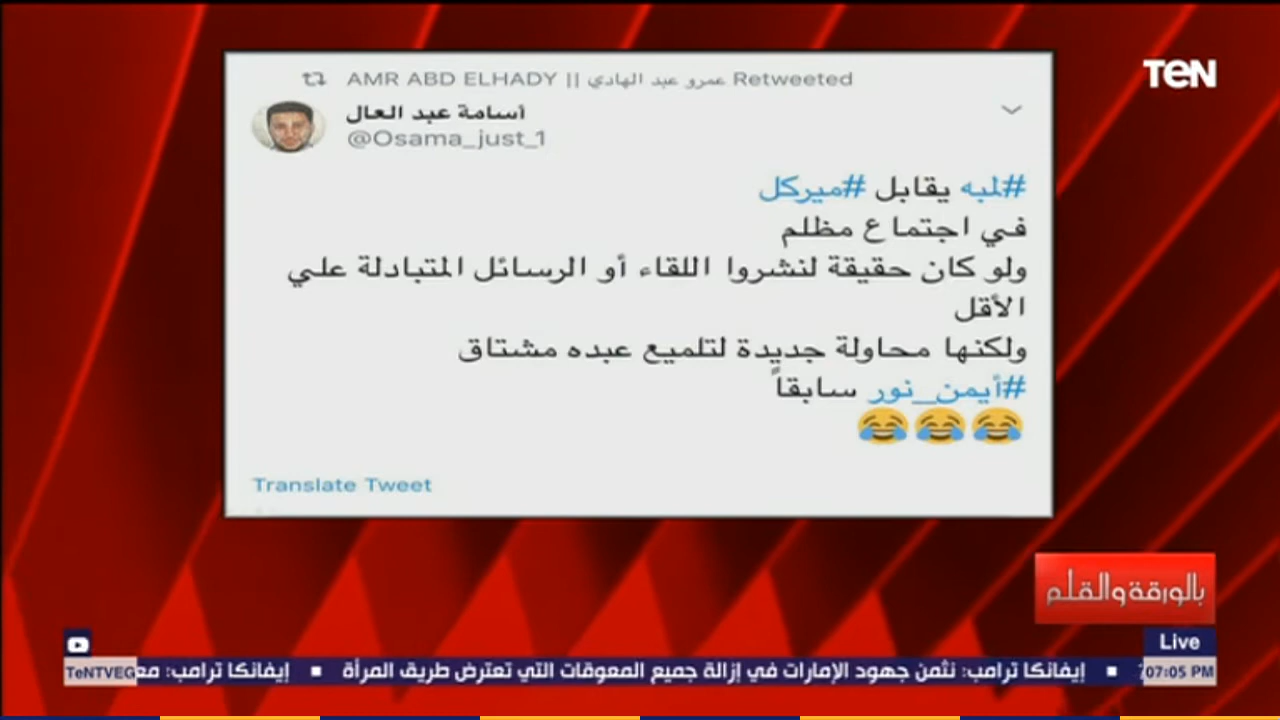 TeN
AMR ABD ELHADY || عمرو عبد الهادي Retweeted
أسامة عبد العال
@Osama_just_1
#لمبه يقابل #ميركل
في اجتماع مظلم
ولو كان حقيقة لنشروا اللقاء أو الرسائل المتبادلة علي
الأقل
ولكنها محاولة جديدة لتلميع عبده مشتاق
#أيمن_نور سابقاً
😂😂😂
Translate Tweet
بالورقة والقلم
Live
07:05 PM
إيفانكا ترامب: نثمن جهود الإمارات في إزالة جميع المعوقات التي تعترض طريق المرأة ■ إيفانكا ترامب:
TeNTVEG